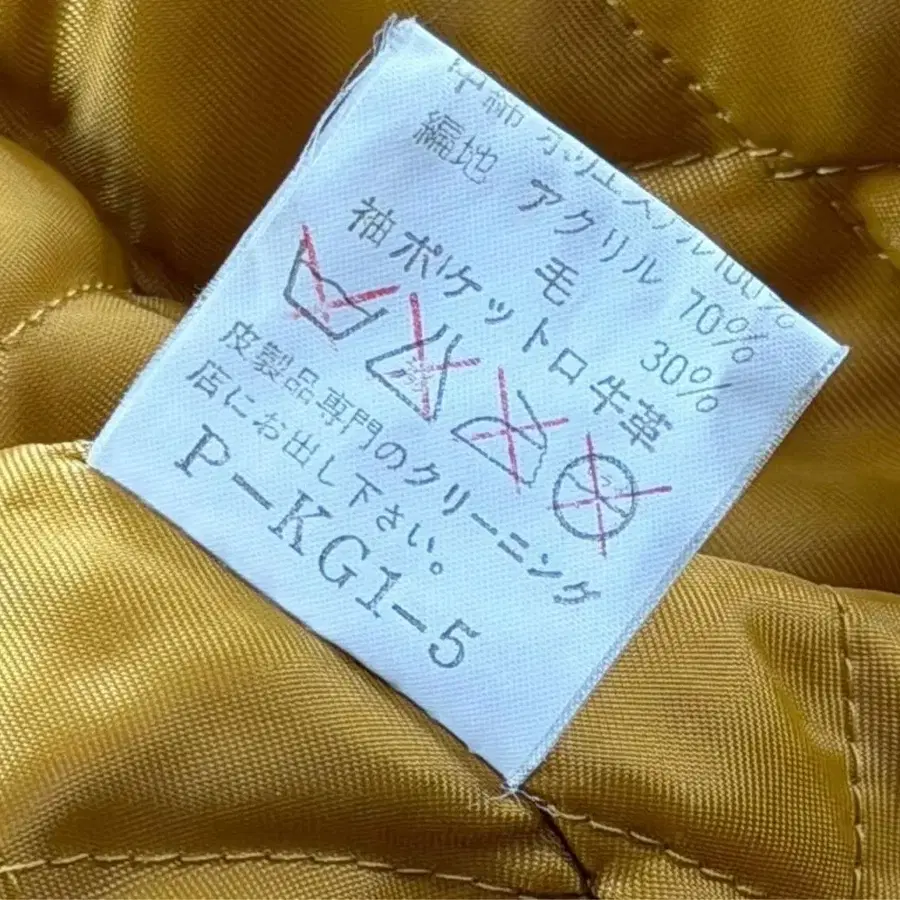 中綿 ポリエステル100%
編地 アクリル 70%
毛 30%
袖ポケット口牛革
皮製品専門のクリーニング
店にお出し下さい。
P-KG1-5